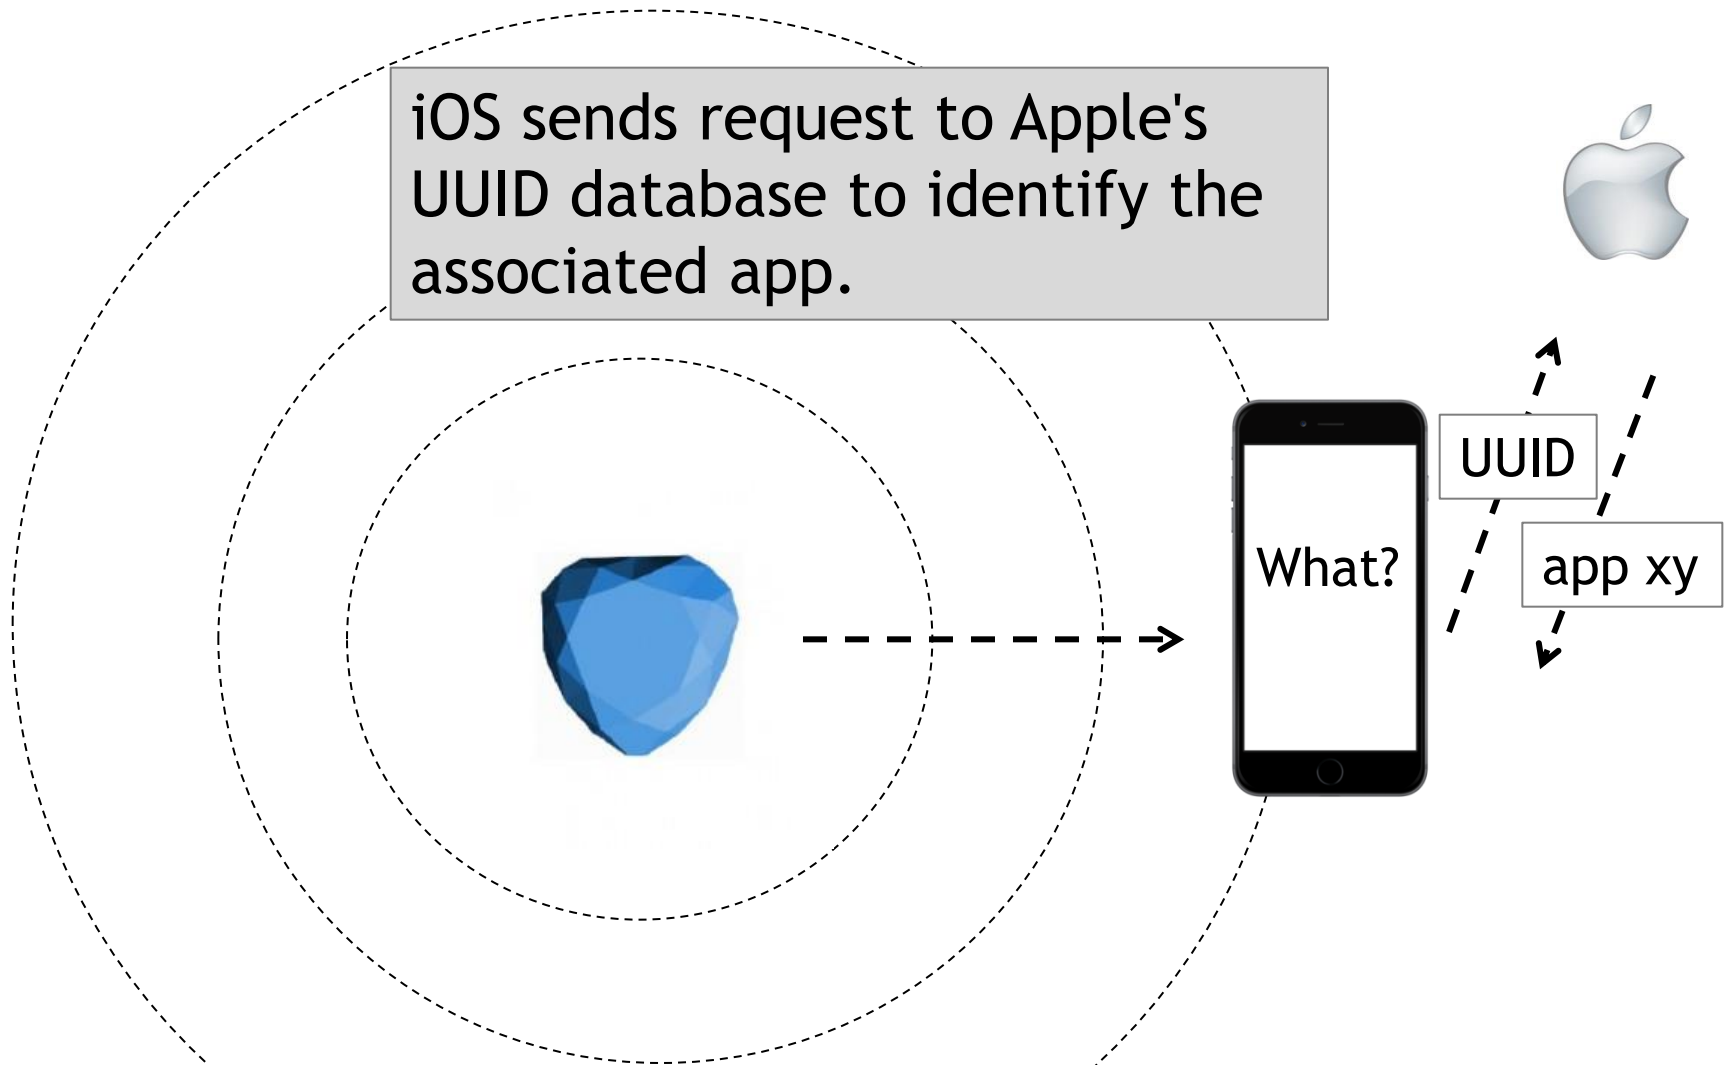 iOS sends request to Apple's
UUID database to identify the
associated app.
UUID
What?
app xy